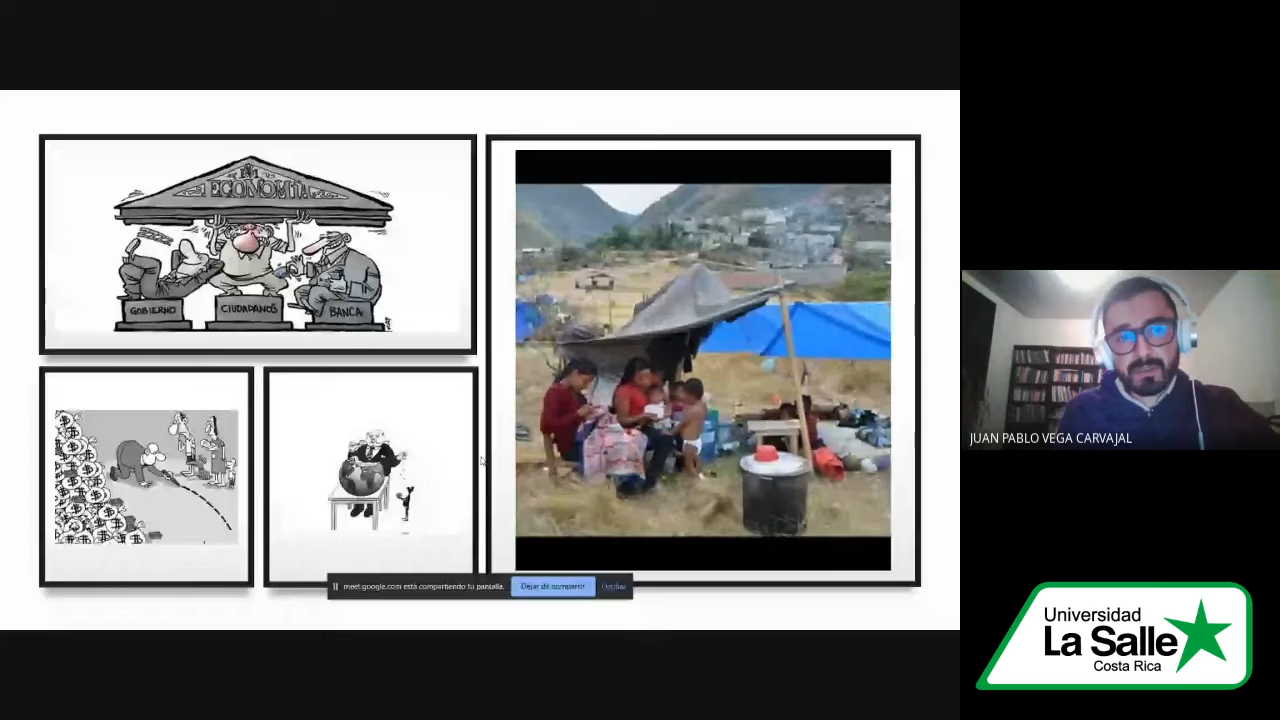 ECONOMÍA
GOBIERNO
CIUDADANOS
BANCA
meet.google.com está compartiendo tu pantalla.
Dejar de compartir
Ocultar
JUAN PABLO VEGA CARVAJAL
Universidad
La Salle
Costa Rica